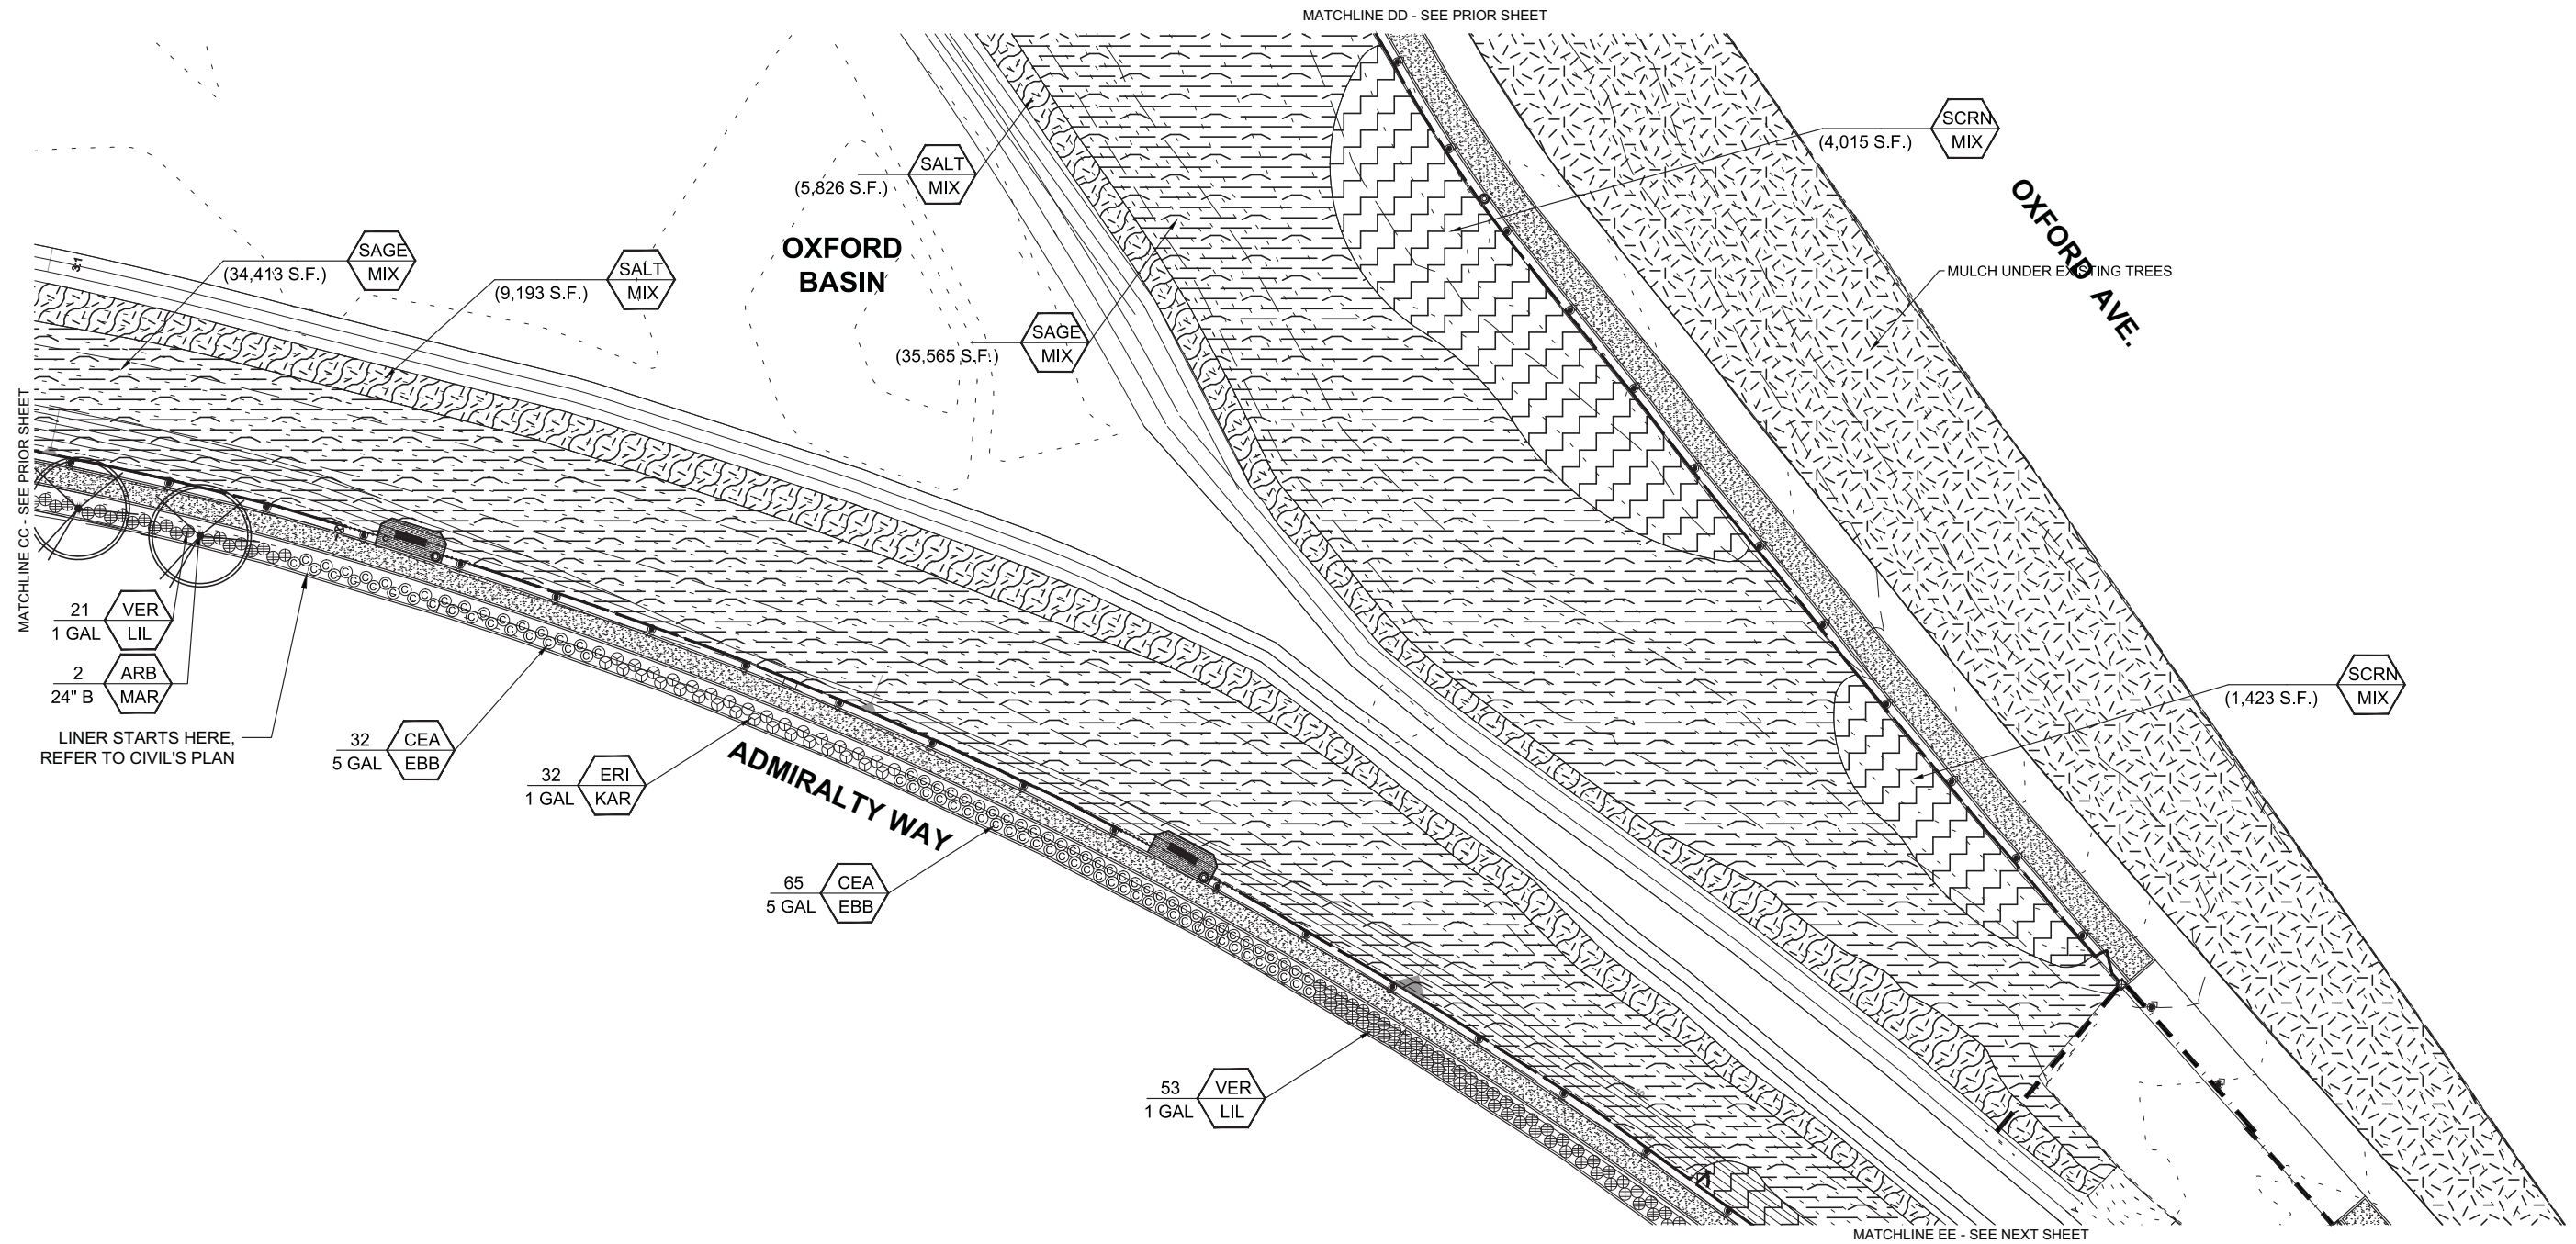 MATCHLINE DD - SEE PRIOR SHEET
SCRN
MIX
(4,015 S.F.)
SALT
MIX
(5,826 S.F.)
OXFORD AVE.
OXFORD
BASIN
SAGE
MIX
(34,413 S.F.)
SALT
MIX
(9,193 S.F.)
MULCH UNDER EXISTING TREES
SAGE
MIX
(35,565 S.F.)
MATCHLINE CC - SEE PRIOR SHEET
21 VER
1 GAL LIL
2 ARB
24" B MAR
LINER STARTS HERE,
REFER TO CIVIL'S PLAN
32 CEA
5 GAL EBB
32 ERI
1 GAL KAR
ADMIRALTY WAY
65 CEA
5 GAL EBB
SCRN
MIX
(1,423 S.F.)
53 VER
1 GAL LIL
MATCHLINE EE - SEE NEXT SHEET